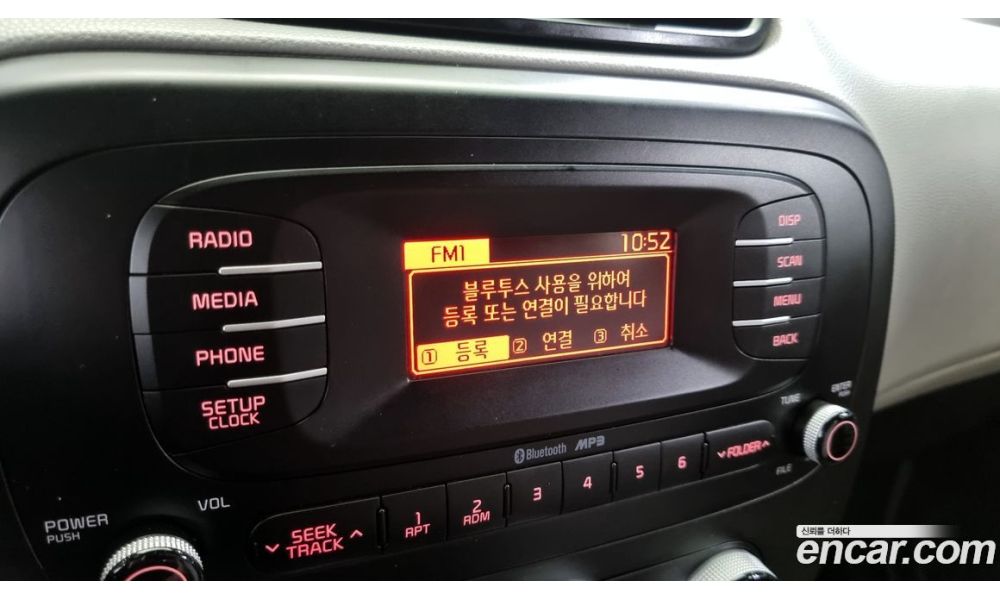 RADIO
MEDIA
PHONE
SETUP
CLOCK
FM1 10:52
블루투스 사용을 위하여
등록 또는 연결이 필요합니다
① 등록 ② 연결 ③ 취소
DISP
SCAN
MENU
BACK
Bluetooth MP3
TUNE
ENTER
PUSH
FILE
POWER
PUSH
VOL
SEEK
TRACK
1
RPT
2
RDM
3
4
5
6
FOLDER
신뢰를 더하다
encar.com